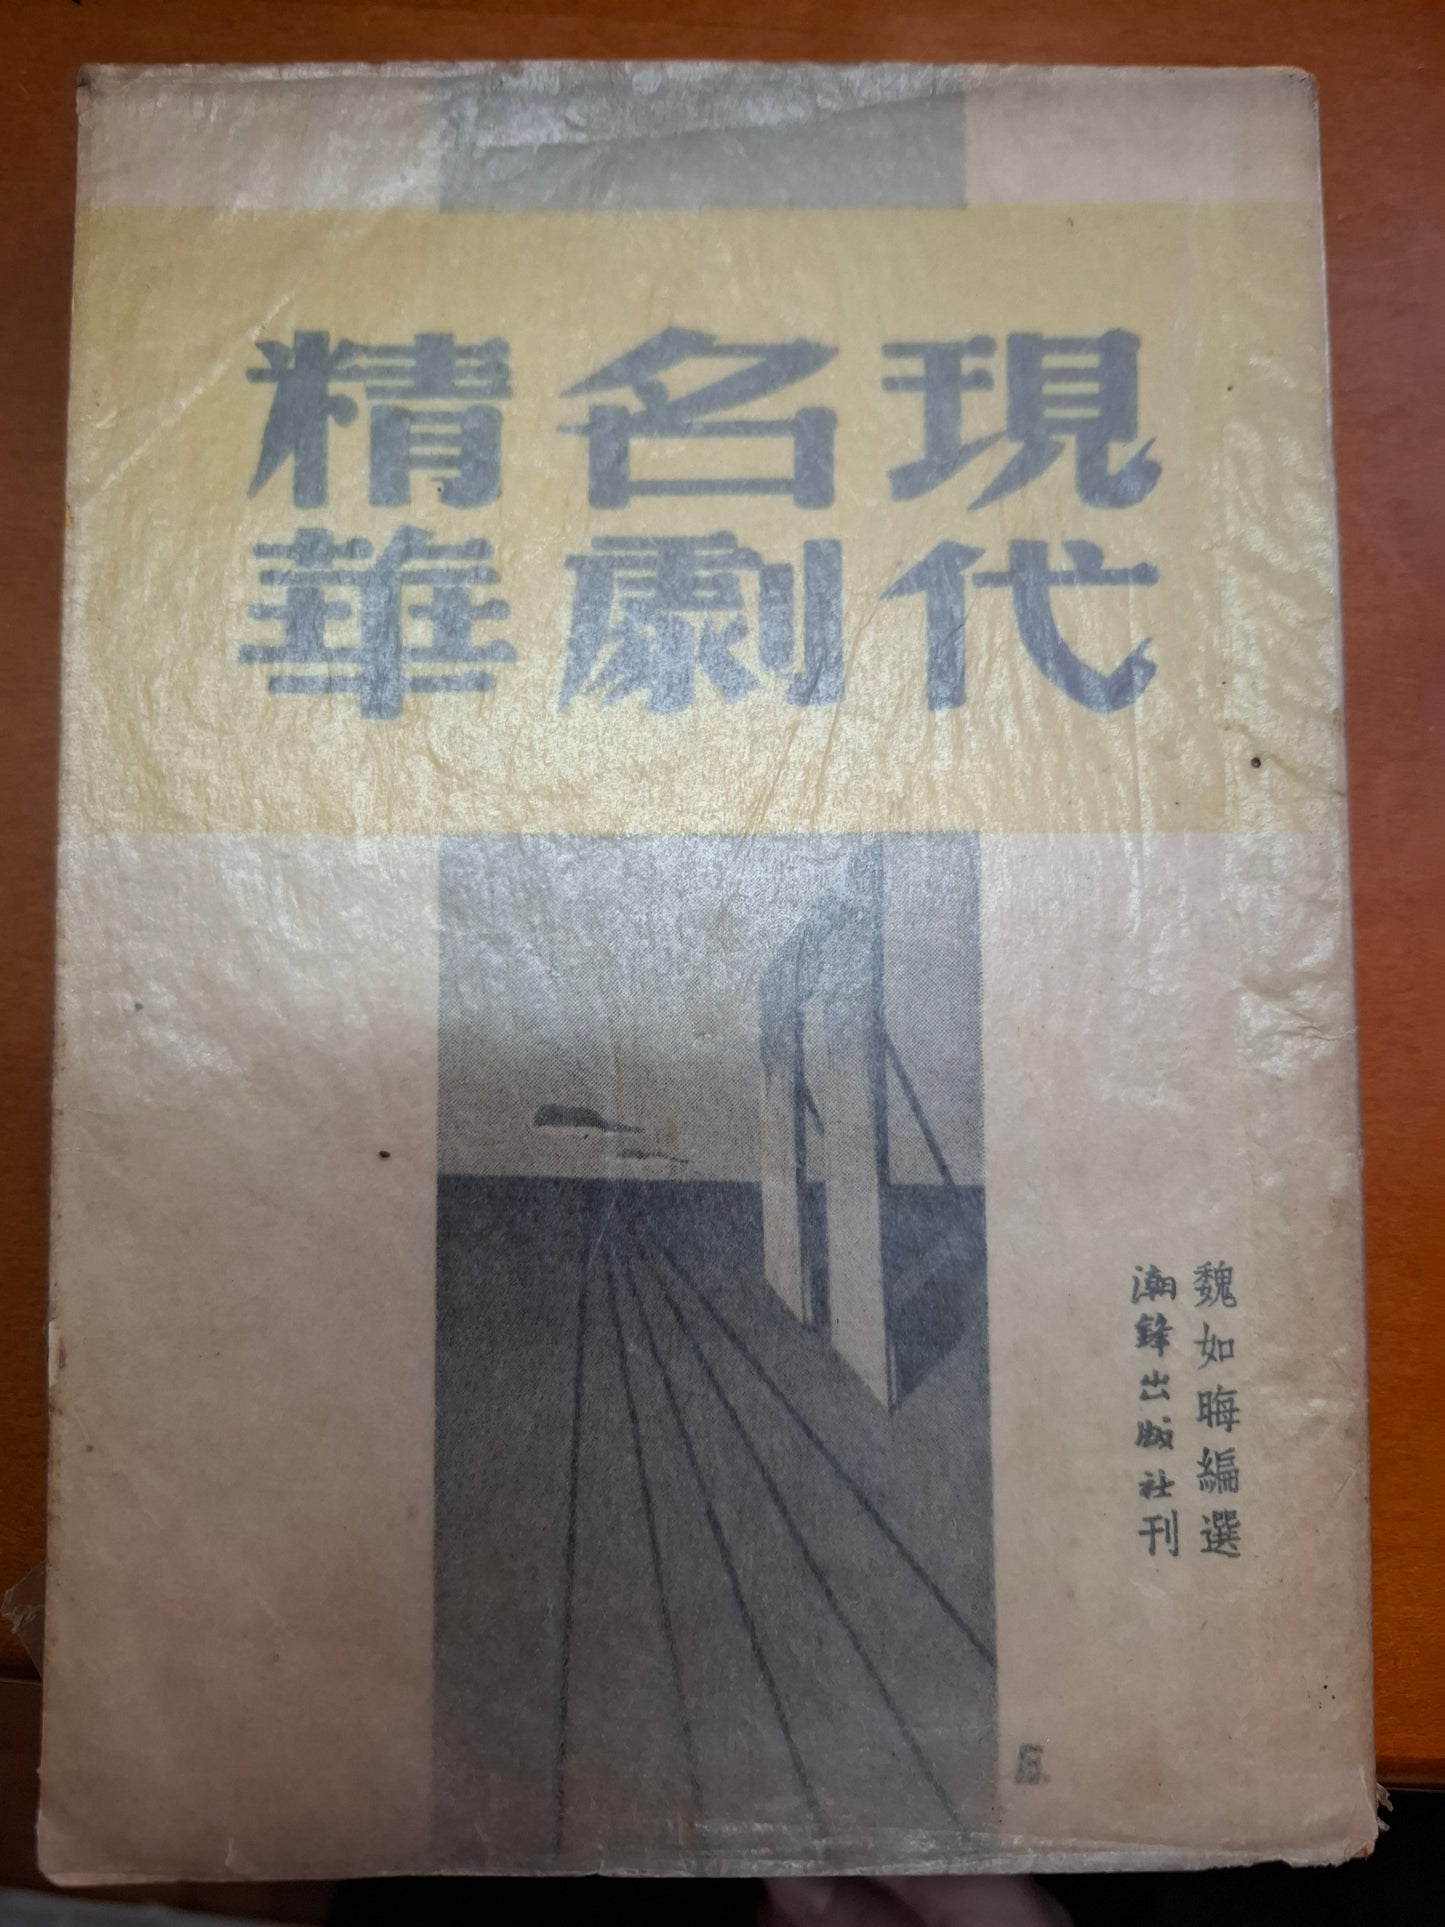 現代
名劇
精華
魏如晦編選
潮鋒出版社刊